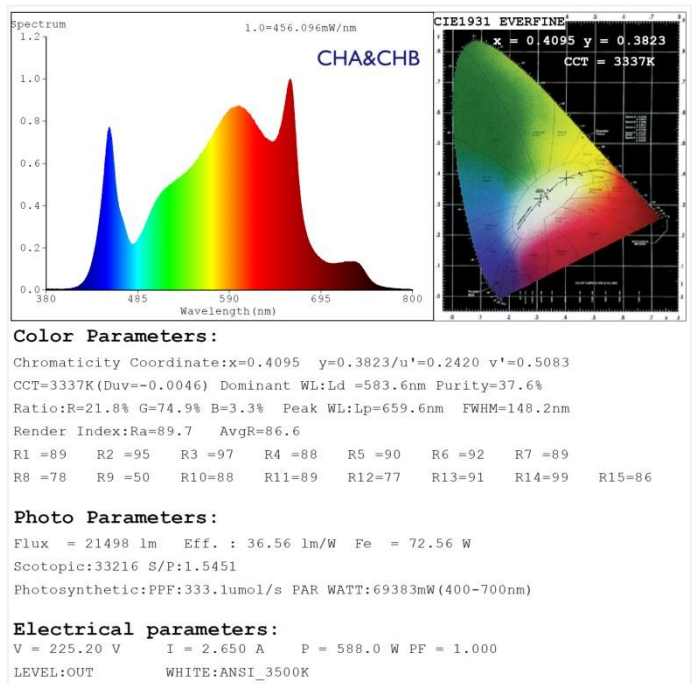 Spectrum 1.0=456.096mW/nm
CHA&CHB
1.2
1.0
0.8
0.6
0.4
0.2
0.0
380 485 590 695 800
Wavelength(nm)
CIE1931 EVERFINE
x = 0.4095 y = 0.3823
CCT = 3337K
Color Parameters:
Chromaticity Coordinate:x=0.4095 y=0.3823/u'=0.2420 v'=0.5083
CCT=3337K(Duv=-0.0046) Dominant WL:Ld =583.6nm Purity=37.6%
Ratio:R=21.8% G=74.9% B=3.3% Peak WL:Lp=659.6nm FWHM=148.2nm
Render Index:Ra=89.7 AvgR=86.6
R1 =89 R2 =95 R3 =97 R4 =88 R5 =90 R6 =92 R7 =89
R8 =78 R9 =50 R10=88 R11=89 R12=77 R13=91 R14=99 R15=86
Photo Parameters:
Flux = 21498 lm Eff. : 36.56 lm/W Fe = 72.56 W
Scotopic:33216 S/P:1.5451
Photosynthetic:PPF:333.1umol/s PAR WATT:69383mW(400-700nm)
Electrical parameters:
V = 225.20 V I = 2.650 A P = 588.0 W PF = 1.000
LEVEL:OUT WHITE:ANSI_3500K